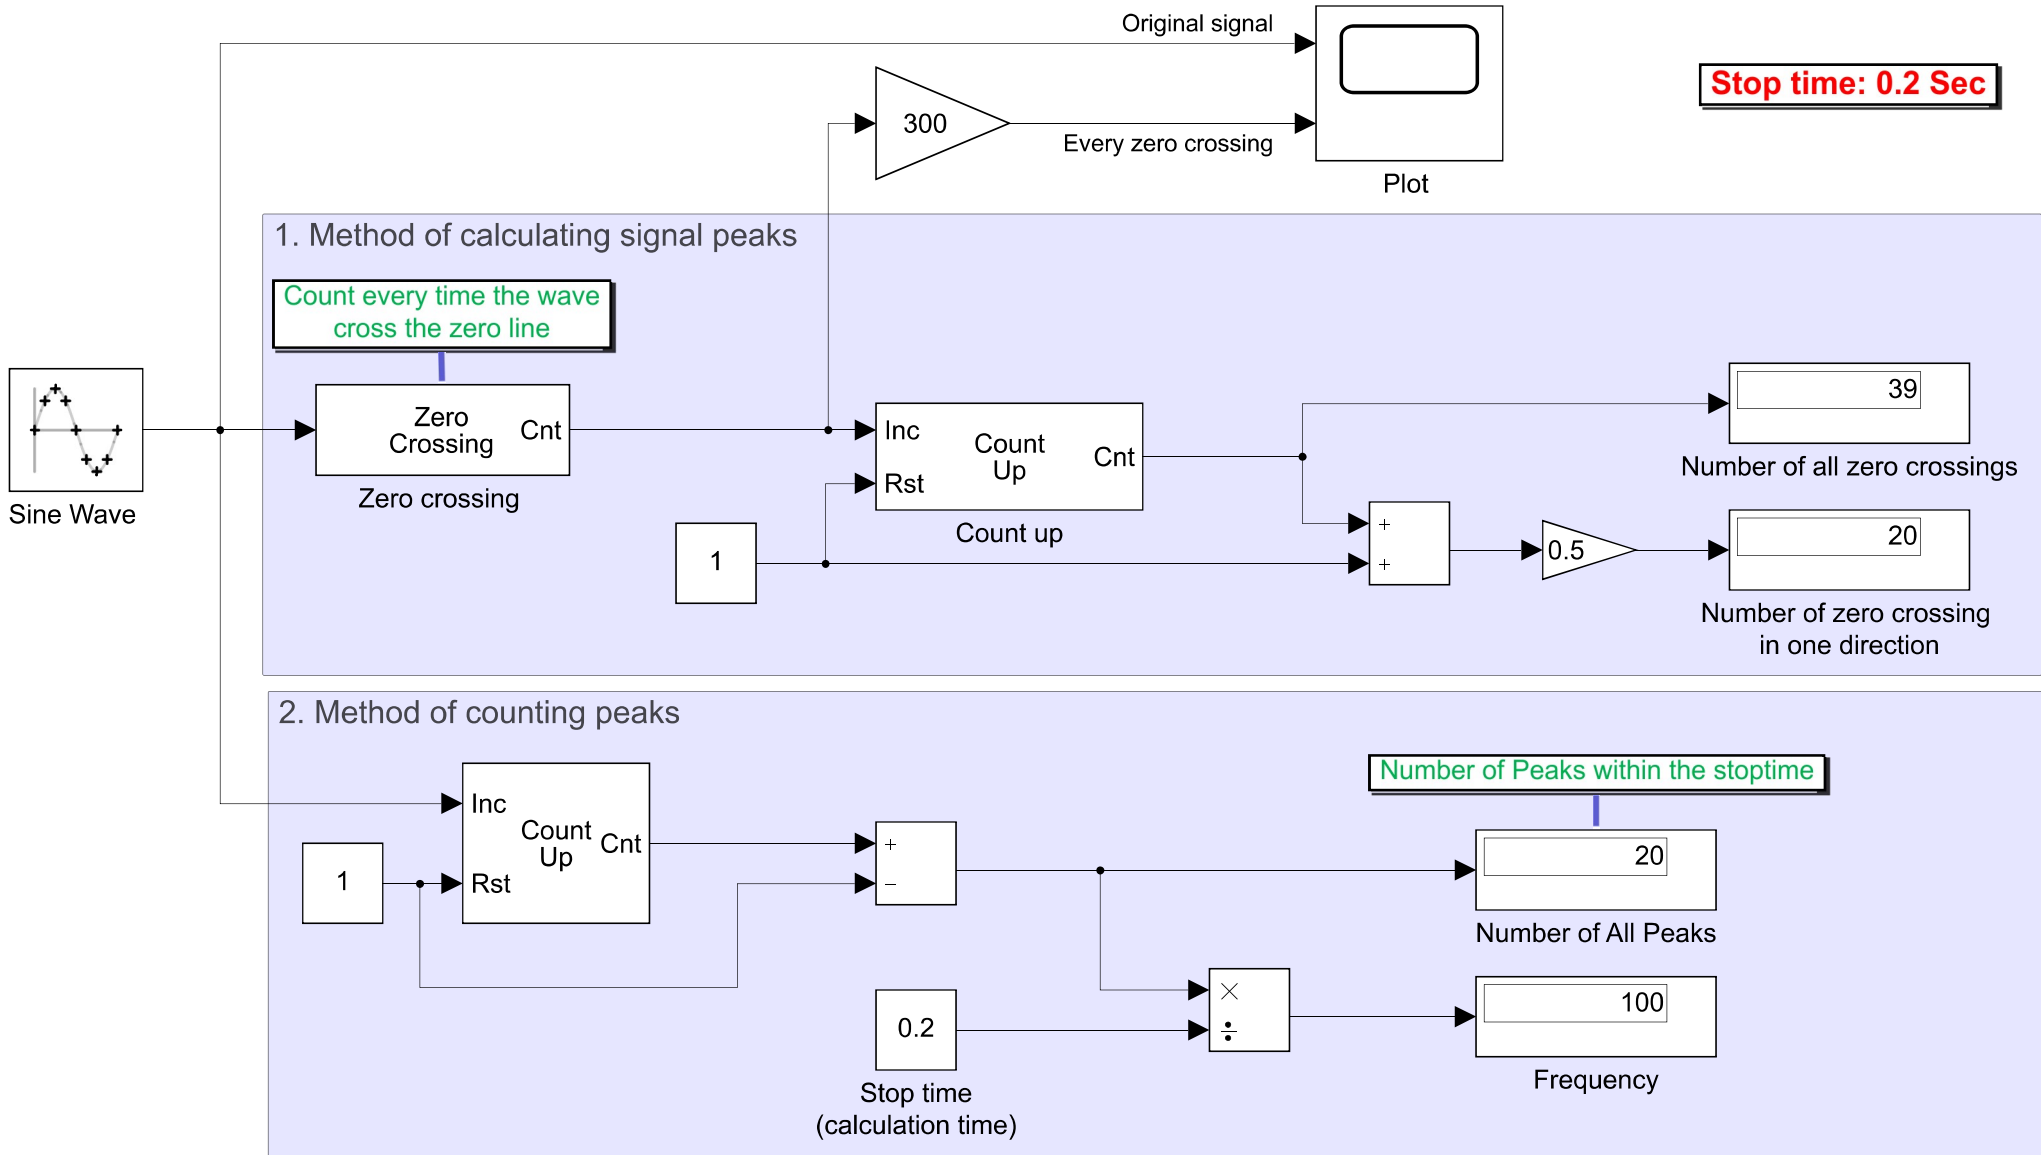 Original signal
Stop time: 0.2 Sec
300
Every zero crossing
Plot
1. Method of calculating signal peaks
Count every time the wave
cross the zero line
Zero
Crossing
Cnt
Zero crossing
Sine Wave
Inc
Rst
Count
Up
Cnt
Count up
39
Number of all zero crossings
1
+
+
0.5
20
Number of zero crossing
in one direction
2. Method of counting peaks
Number of Peaks within the stoptime
Inc
Rst
Count
Up
Cnt
1
+
−
20
Number of All Peaks
0.2
Stop time
(calculation time)
×
÷
100
Frequency